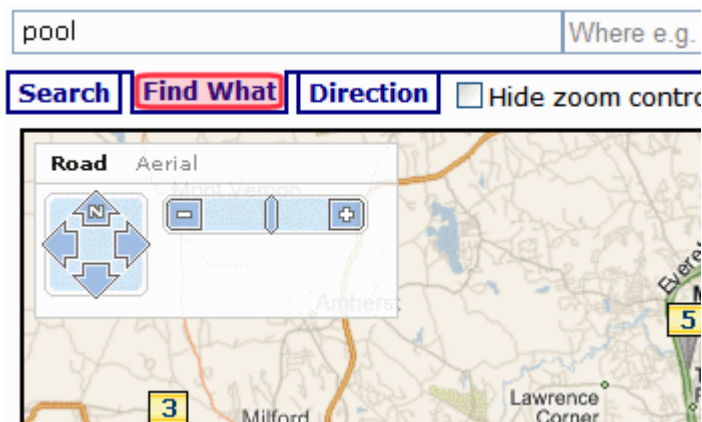 pool
Where e.g.
Search
Find What
Direction
Hide zoom contro
Road
Aerial
N
Mont Vernon
Amherst
5
3
Milford
Lawrence
Corner